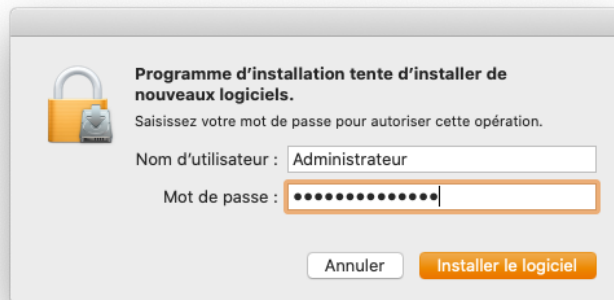 Programme d’installation tente d’installer de
nouveaux logiciels.
Saisissez votre mot de passe pour autoriser cette opération.
Nom d’utilisateur : Administrateur
Mot de passe : ••••••••••••••
Annuler Installer le logiciel